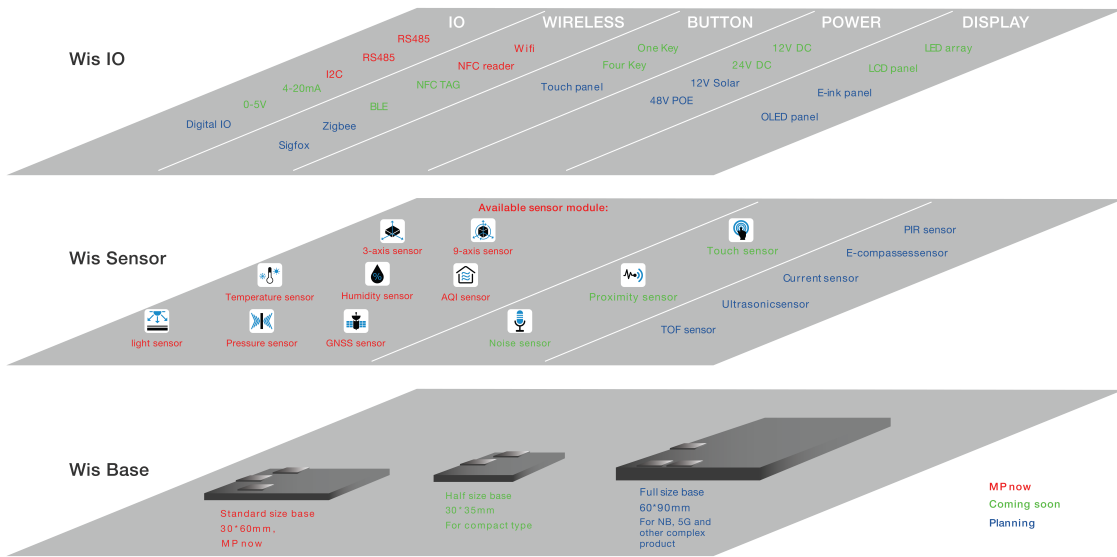 Wis IO
IO
WIRELESS
BUTTON
POWER
DISPLAY
RS485
RS485
I2C
4-20mA
0-5V
Digital IO
Wifi
NFC reader
NFC TAG
BLE
Zigbee
Sigfox
One Key
Four Key
Touch panel
12V DC
24V DC
12V Solar
48V POE
LED array
LCD panel
E-ink panel
OLED panel
Wis Sensor
Available sensor module:
3-axis sensor
9-axis sensor
Temperature sensor
Humidity sensor
AQI sensor
light sensor
Pressure sensor
GNSS sensor
Touch sensor
Proximity sensor
Noise sensor
PIR sensor
E-compassessensor
Current sensor
Ultrasonicsensor
TOF sensor
Wis Base
Standard size base
30*60mm,
MP now
Half size base
30*35mm
For compact type
Full size base
60*90mm
For NB, 5G and
other complex
product
MP now
Coming soon
Planning